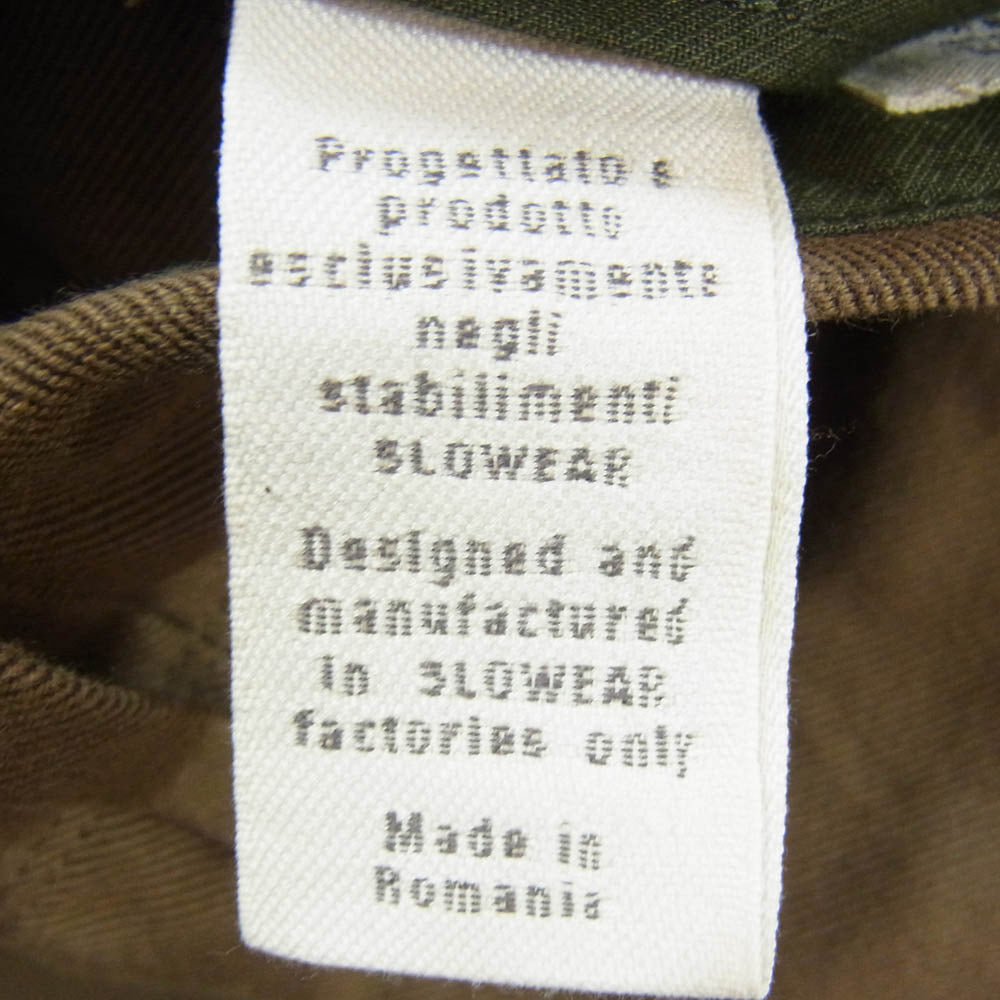 Progettato e
prodotto
esclusivamente
negli
stabilimenti
SLOWEAR
Designed and
manufactured
in SLOWEAR
factories only
Made in
Romania